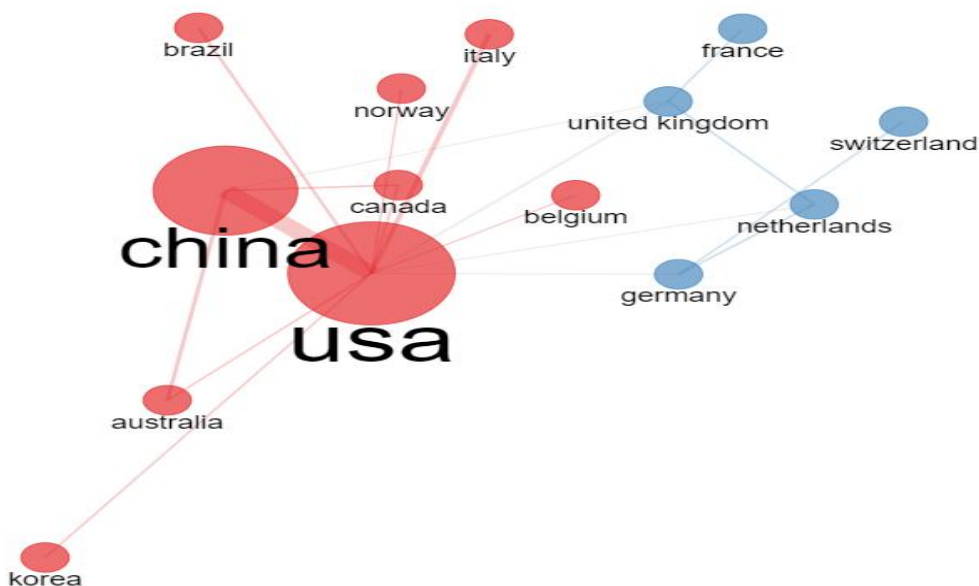 brazil
italy
france
norway
united kingdom
switzerland
canada
belgium
netherlands
china
germany
usa
australia
korea